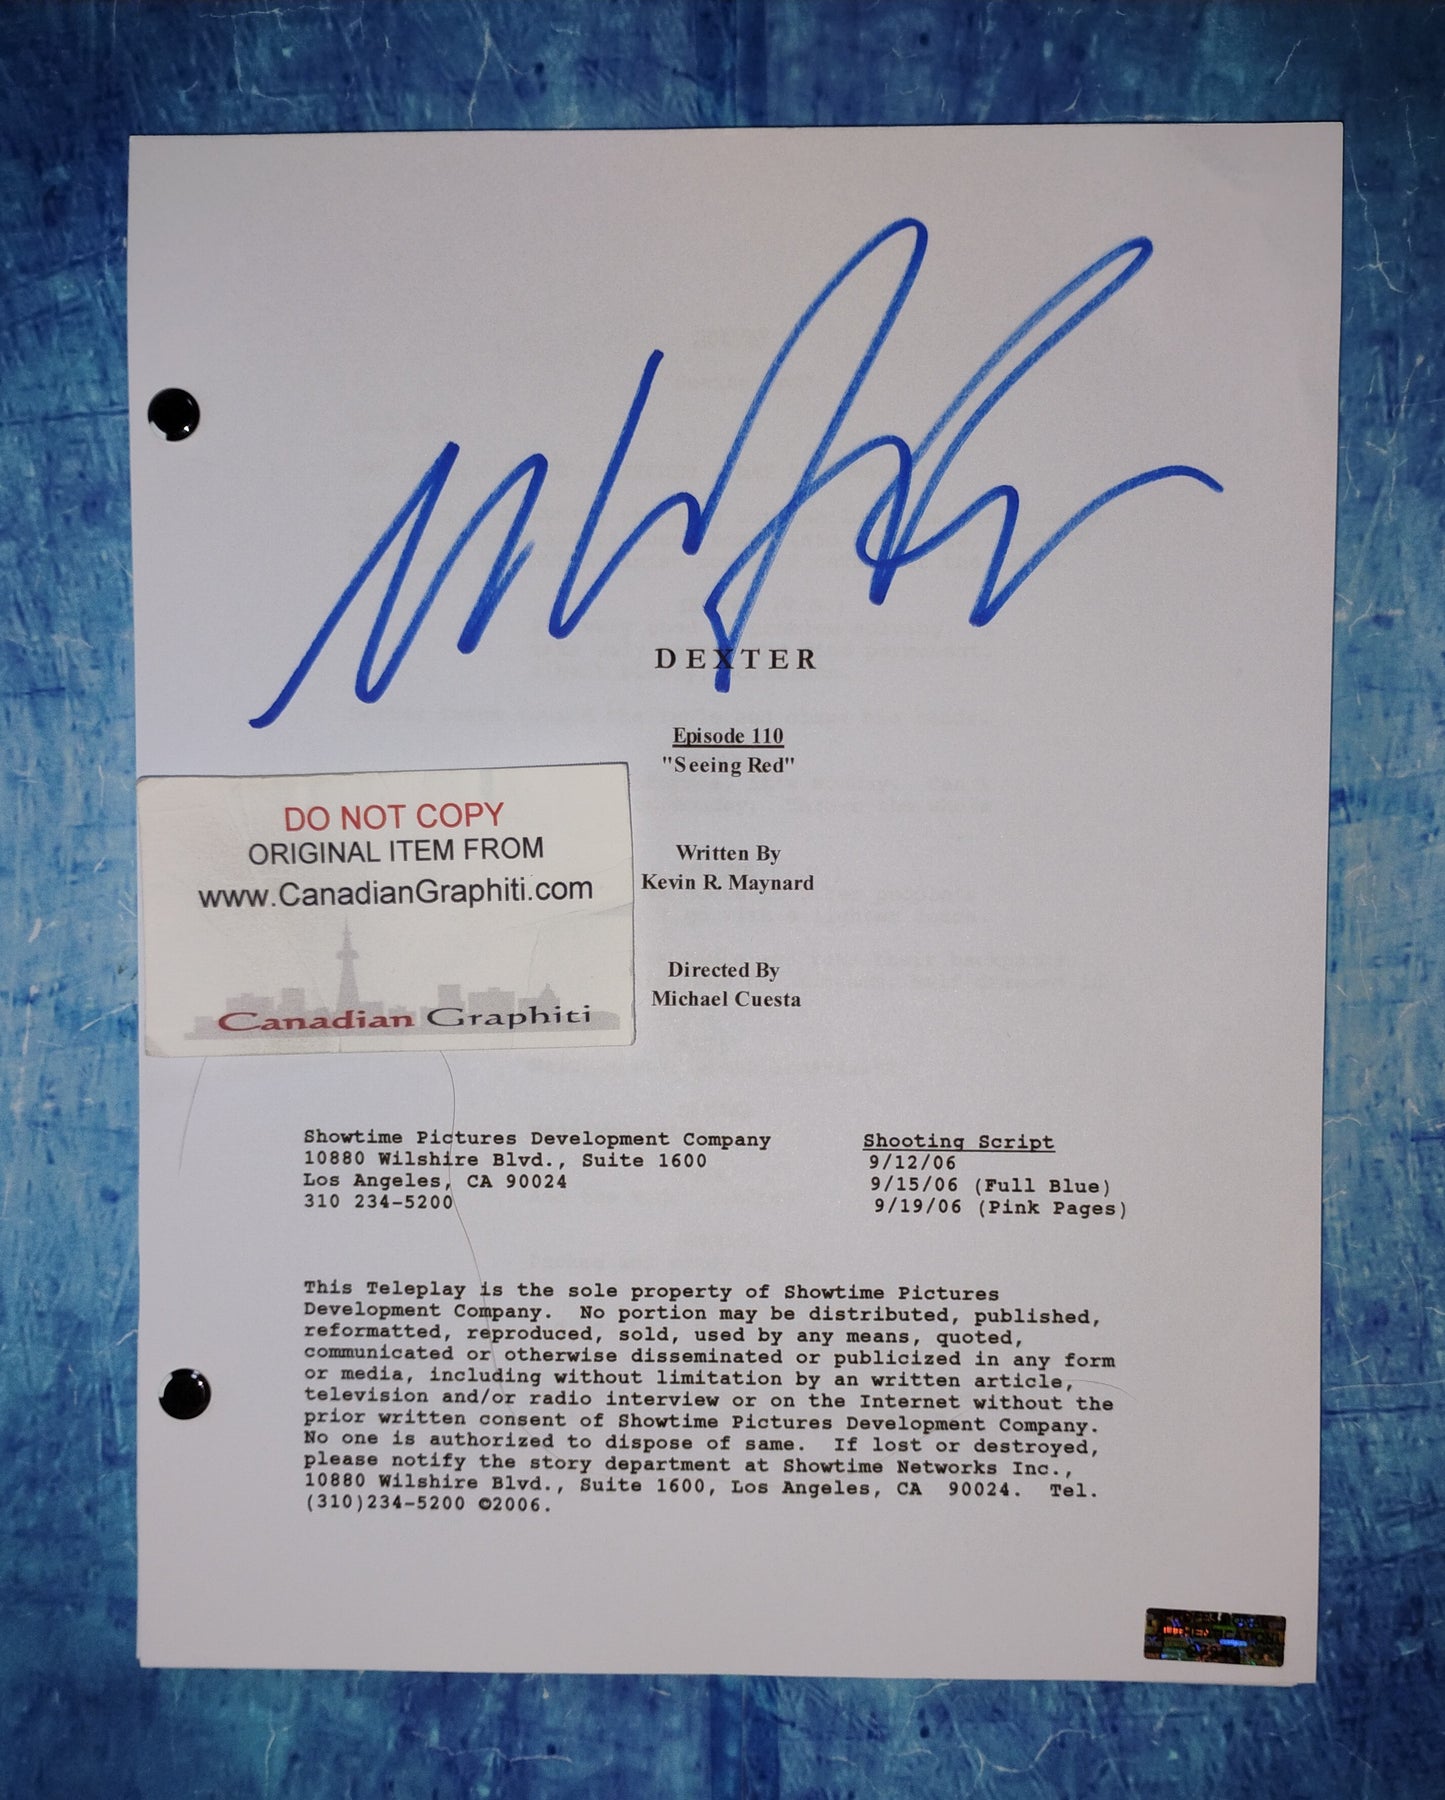 DEXTER
Episode 110
"Seeing Red"
Written By
Kevin R. Maynard
Directed By
Michael Cuesta
DO NOT COPY
ORIGINAL ITEM FROM
www.CanadianGraphiti.com
Canadian Graphiti
Showtime Pictures Development Company
10880 Wilshire Blvd., Suite 1600
Los Angeles, CA 90024
310 234-5200
Shooting Script
9/12/06
9/15/06 (Full Blue)
9/19/06 (Pink Pages)
This Teleplay is the sole property of Showtime Pictures
Development Company.  No portion may be distributed, published,
reformatted, reproduced, sold, used by any means, quoted,
communicated or otherwise disseminated or publicized in any form
or media, including without limitation by an written article,
television and/or radio interview or on the Internet without the
prior written consent of Showtime Pictures Development Company.
No one is authorized to dispose of same.  If lost or destroyed,
please notify the story department at Showtime Networks Inc.,
10880 Wilshire Blvd., Suite 1600, Los Angeles, CA  90024.  Tel.
(310)234-5200 ©2006.